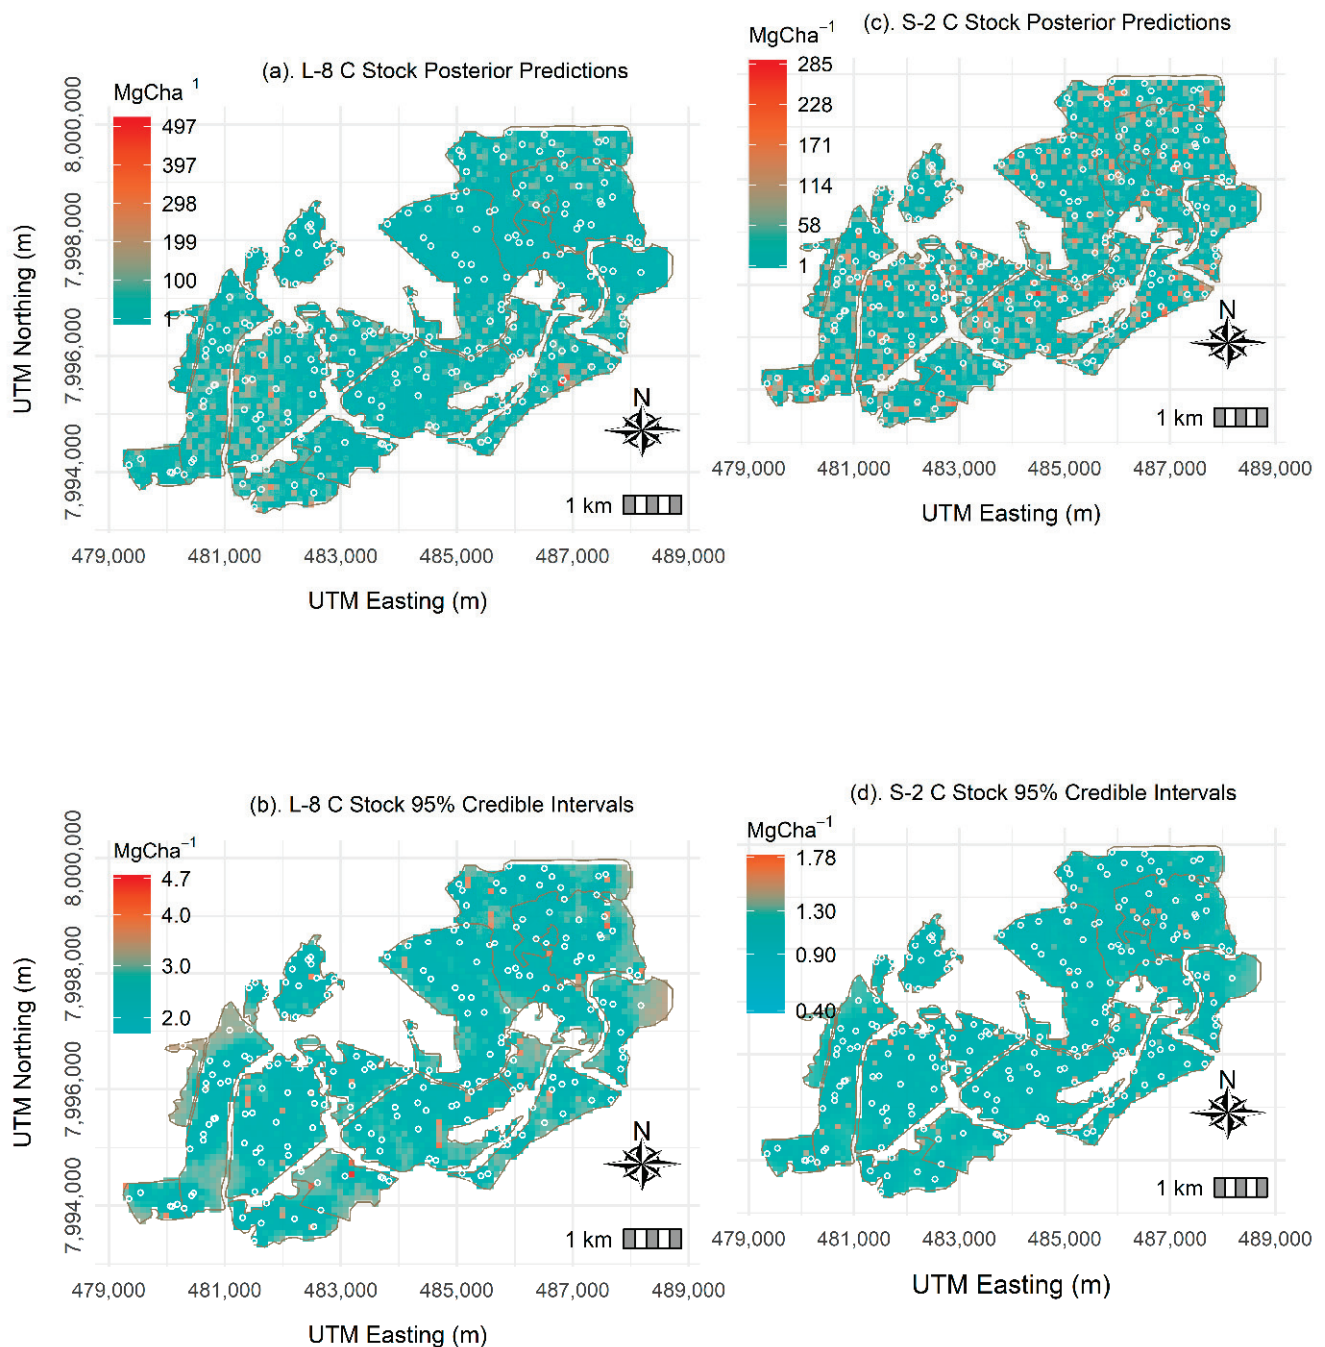 (a). L-8 C Stock Posterior Predictions
MgCha 1
497
397
298
199
100
1
UTM Northing (m)
8,000,000
7,998,000
7,996,000
7,994,000
N
1 km
479,000 481,000 483,000 485,000 487,000 489,000
UTM Easting (m)
(c). S-2 C Stock Posterior Predictions
MgCha−1
285
228
171
114
58
1
N
1 km
479,000 481,000 483,000 485,000 487,000 489,000
UTM Easting (m)
(b). L-8 C Stock 95% Credible Intervals
MgCha−1
4.7
4.0
3.0
2.0
UTM Northing (m)
8,000,000
7,998,000
7,996,000
7,994,000
N
1 km
479,000 481,000 483,000 485,000 487,000 489,000
UTM Easting (m)
(d). S-2 C Stock 95% Credible Intervals
MgCha−1
1.78
1.30
0.90
0.40
N
1 km
479,000 481,000 483,000 485,000 487,000 489,000
UTM Easting (m)